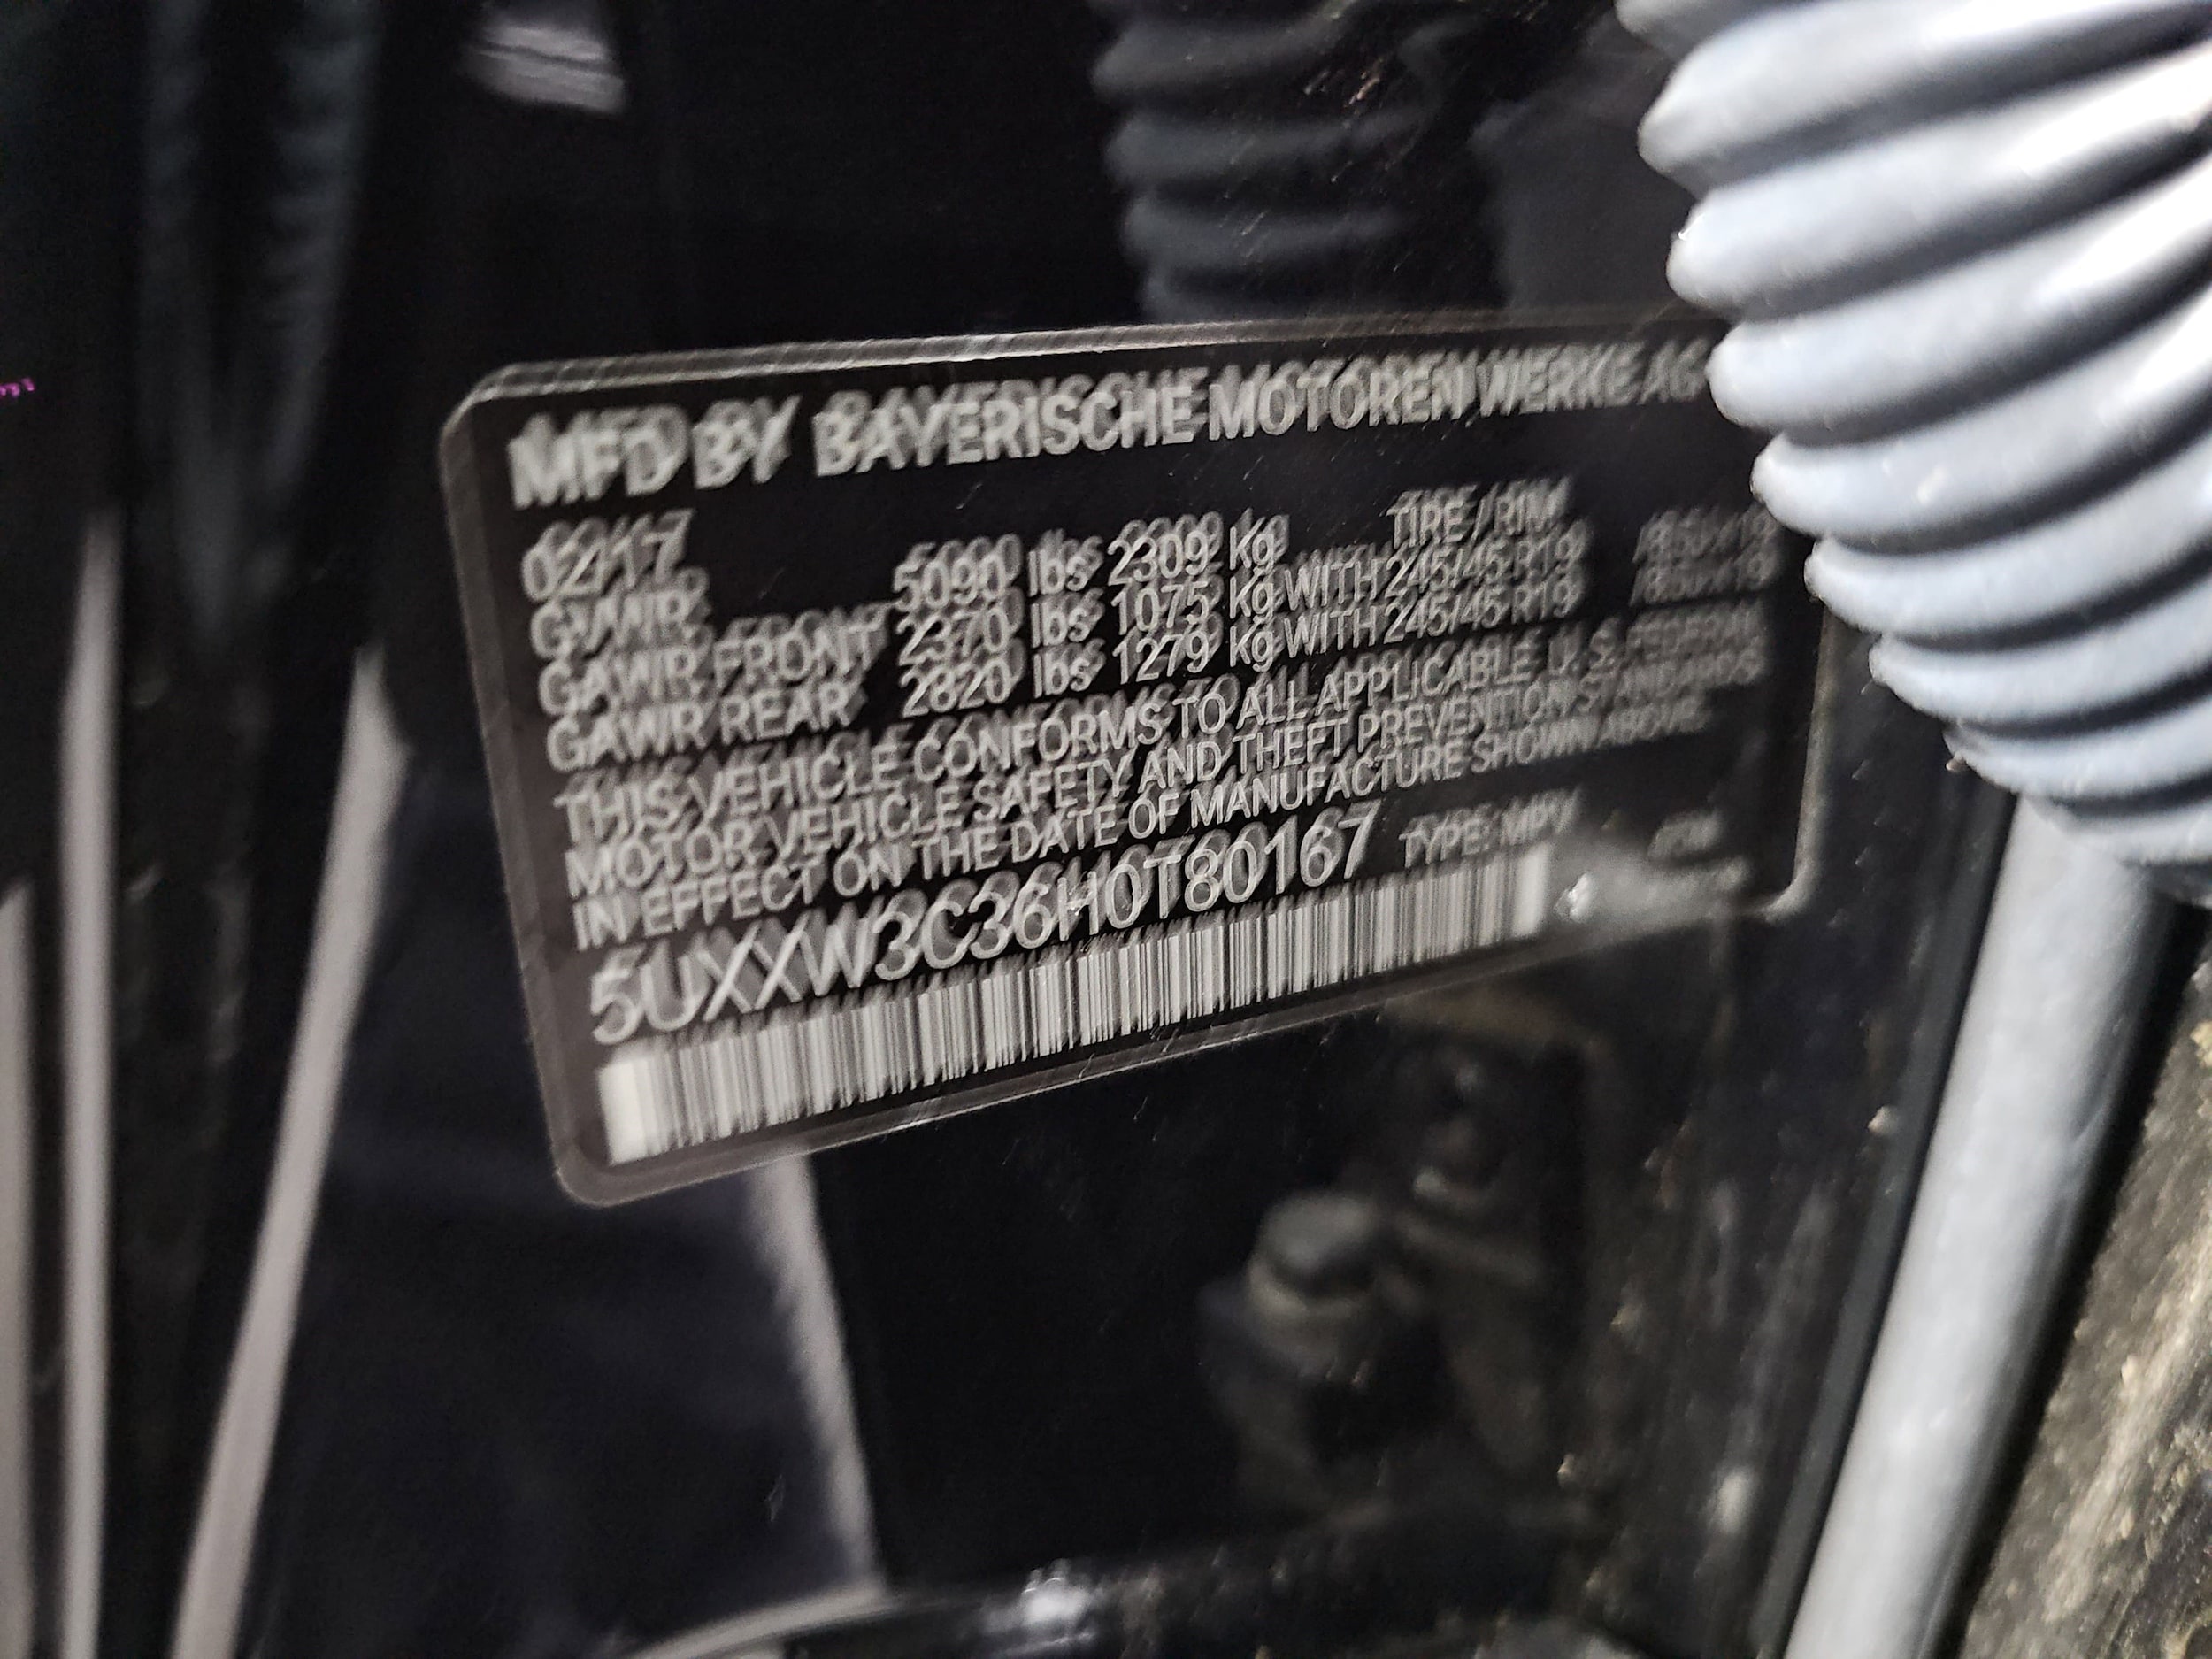 MFD BY BAYERISCHE MOTOREN WERKE AG
02/17 TIRE / RIM
GVWR 5090 lbs 2309 Kg
GAWR FRONT 2370 lbs 1075 Kg WITH 245/45 R19
GAWR REAR 2820 lbs 1279 Kg WITH 245/45 R19
THIS VEHICLE CONFORMS TO ALL APPLICABLE U. S. FEDERAL
MOTOR VEHICLE SAFETY AND THEFT PREVENTION STANDARDS
IN EFFECT ON THE DATE OF MANUFACTURE SHOWN ABOVE.
5UXXW3C36H0T80167 TYPE: MPV